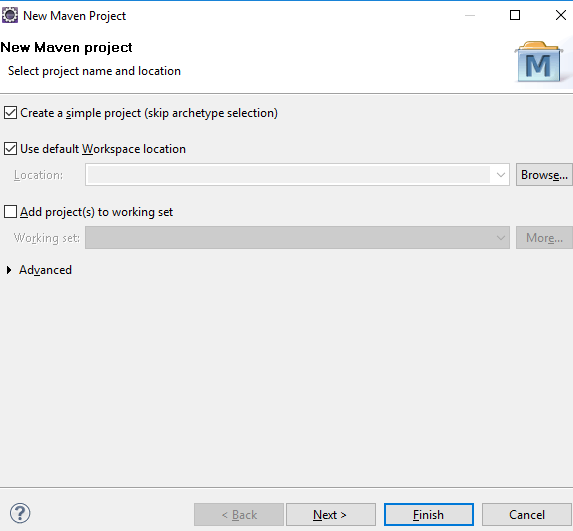 New Maven Project
New Maven project
Select project name and location
M
Create a simple project (skip archetype selection)
Use default Workspace location
Location: Browse...
Add project(s) to working set
Working set: More...
Advanced
? < Back Next > Finish Cancel